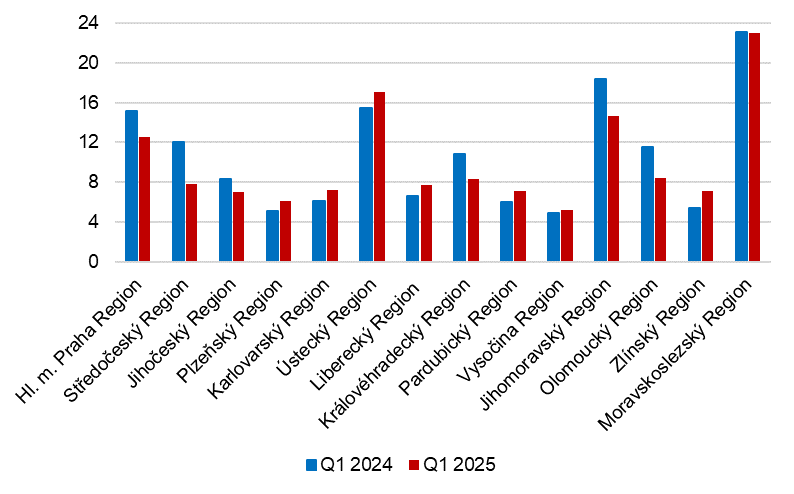 24
20
16
12
8
4
0
Hl. m. Praha Region
Středočeský Region
Jihočeský Region
Plzeňský Region
Karlovarský Region
Ústecký Region
Liberecký Region
Královéhradecký Region
Pardubický Region
Vysočina Region
Jihomoravský Region
Olomoucký Region
Zlínský Region
Moravskoslezský Region
Q1 2024 Q1 2025